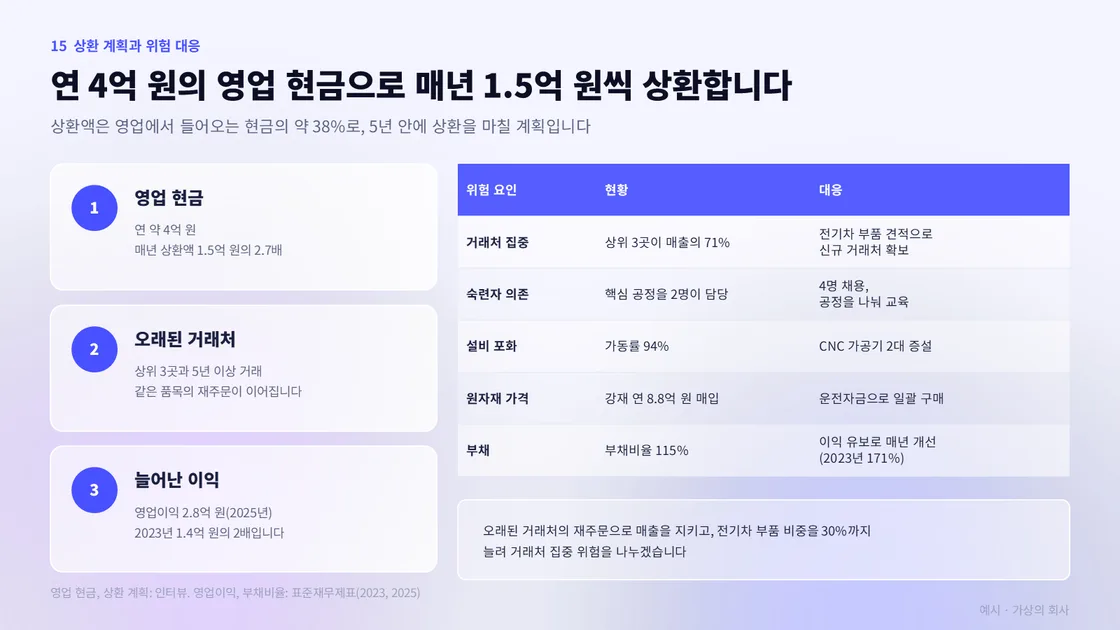 15 상환 계획과 위험 대응
연 4억 원의 영업 현금으로 매년 1.5억 원씩 상환합니다
상환액은 영업에서 들어오는 현금의 약 38%로, 5년 안에 상환을 마칠 계획입니다
1
영업 현금
연 약 4억 원
매년 상환액 1.5억 원의 2.7배
2
오래된 거래처
상위 3곳과 5년 이상 거래
같은 품목의 재주문이 이어집니다
3
늘어난 이익
영업이익 2.8억 원(2025년)
2023년 1.4억 원의 2배입니다
영업 현금, 상환 계획: 인터뷰. 영업이익, 부채비율: 표준재무제표(2023, 2025)
위험 요인 현황 대응
거래처 집중 상위 3곳이 매출의 71% 전기차 부품 견적으로
신규 거래처 확보
숙련자 의존 핵심 공정을 2명이 담당 4명 채용,
공정을 나눠 교육
설비 포화 가동률 94% CNC 가공기 2대 증설
원자재 가격 강재 연 8.8억 원 매입 운전자금으로 일괄 구매
부채 부채비율 115% 이익 유보로 매년 개선
(2023년 171%)
오래된 거래처의 재주문으로 매출을 지키고, 전기차 부품 비중을 30%까지
늘려 거래처 집중 위험을 나누겠습니다
예시 · 가상의 회사